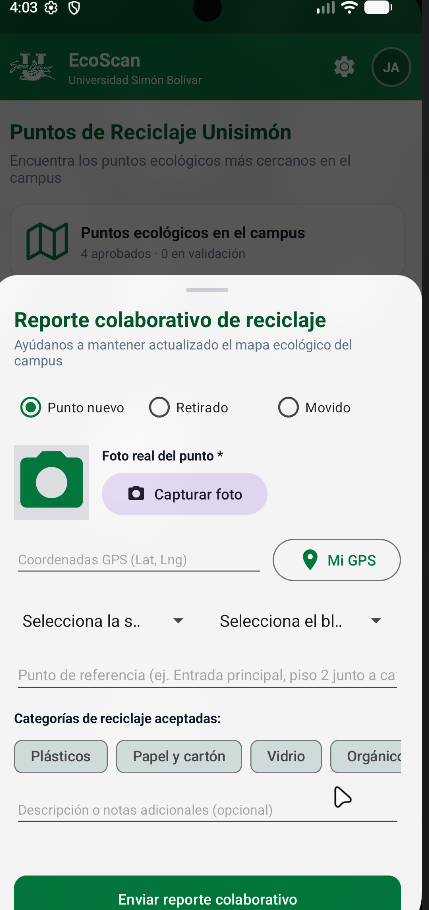 4:03
EcoScan
Universidad Simón Bolívar
JA
Puntos de Reciclaje Unisimón
Encuentra los puntos ecológicos más cercanos en el
campus
Puntos ecológicos en el campus
4 aprobados · 0 en validación
Reporte colaborativo de reciclaje
Ayúdanos a mantener actualizado el mapa ecológico del
campus
Punto nuevo
Retirado
Movido
Foto real del punto *
Capturar foto
Coordenadas GPS (Lat, Lng)
Mi GPS
Selecciona la s..
Selecciona el bl..
Punto de referencia (ej. Entrada principal, piso 2 junto a ca
Categorías de reciclaje aceptadas:
Plásticos
Papel y cartón
Vidrio
Orgánico
Descripción o notas adicionales (opcional)
Enviar reporte colaborativo